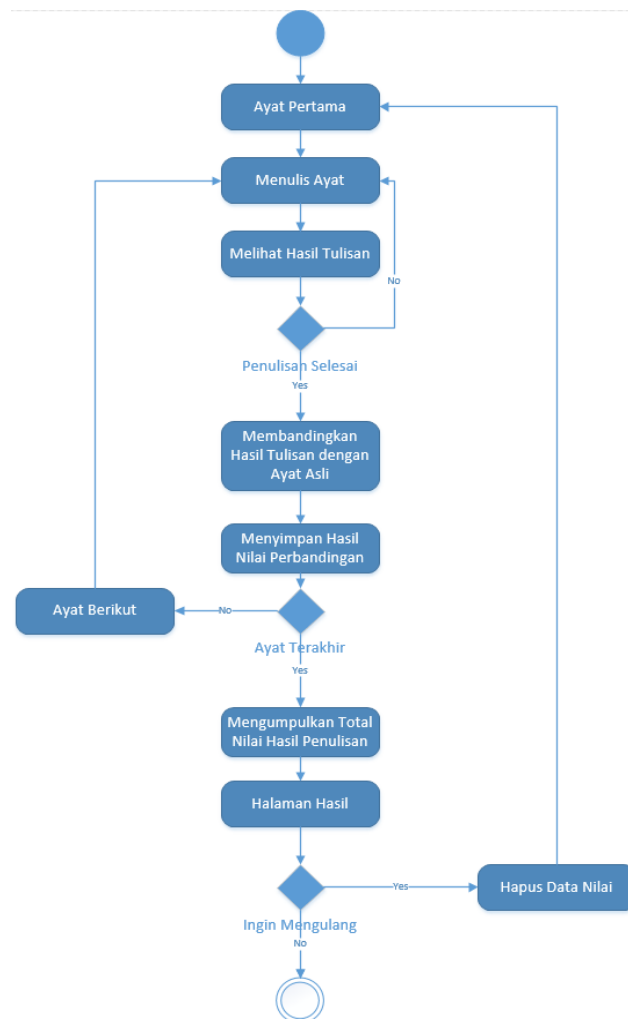 Ayat Pertama
Menulis Ayat
Melihat Hasil Tulisan
No
Penulisan Selesai
Yes
Membandingkan
Hasil Tulisan dengan
Ayat Asli
Menyimpan Hasil
Nilai Perbandingan
Ayat Berikut
No
Ayat Terakhir
Yes
Mengumpulkan Total
Nilai Hasil Penulisan
Halaman Hasil
Yes
Hapus Data Nilai
Ingin Mengulang
No